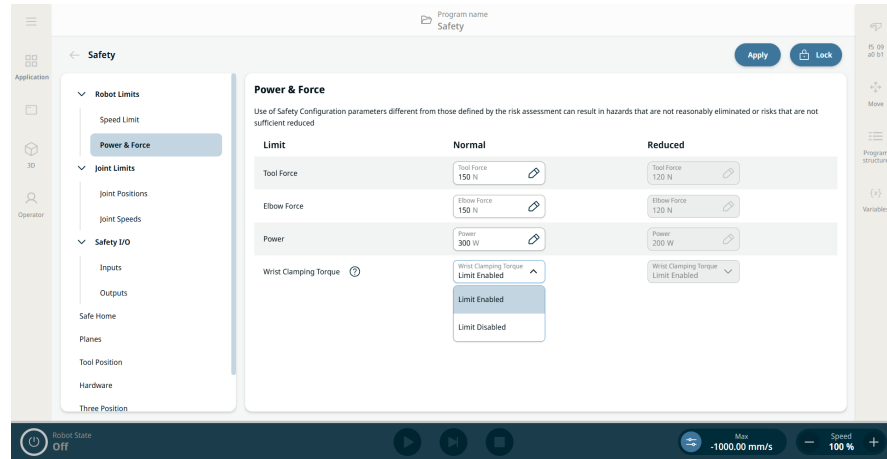 Program name
Safety
Application
3D
Operator
Safety
Apply
Lock
f5 09
a0 b1
Move
Program
structure
{x}
Variables
Robot Limits
Speed Limit
Power & Force
Joint Limits
Joint Positions
Joint Speeds
Safety I/O
Inputs
Outputs
Safe Home
Planes
Tool Position
Hardware
Three Position
Power & Force
Use of Safety Configuration parameters different from those defined by the risk assessment can result in hazards that are not reasonably eliminated or risks that are not
sufficient reduced
Limit Normal Reduced
Tool Force
Tool Force
150 N
Tool Force
120 N
Elbow Force
Elbow Force
150 N
Elbow Force
120 N
Power
Power
300 W
Power
200 W
Wrist Clamping Torque ?
Wrist Clamping Torque
Limit Enabled
Wrist Clamping Torque
Limit Enabled
Limit Enabled
Limit Disabled
Robot State
Off
Max
-1000.00 mm/s
Speed
100 %